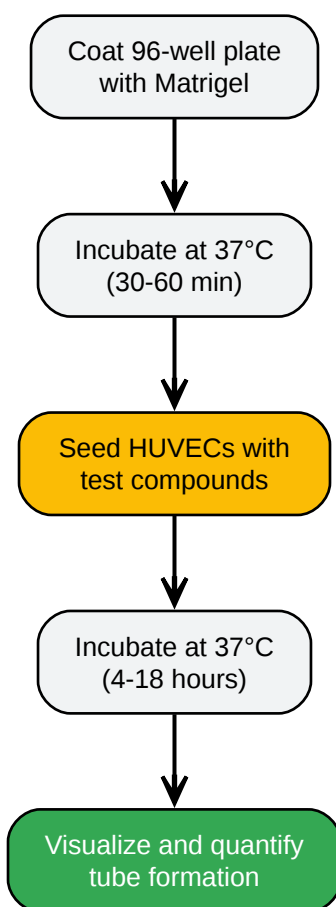 Coat 96-well plate
with Matrigel
Incubate at 37°C
(30-60 min)
Seed HUVECs with
test compounds
Incubate at 37°C
(4-18 hours)
Visualize and quantify
tube formation